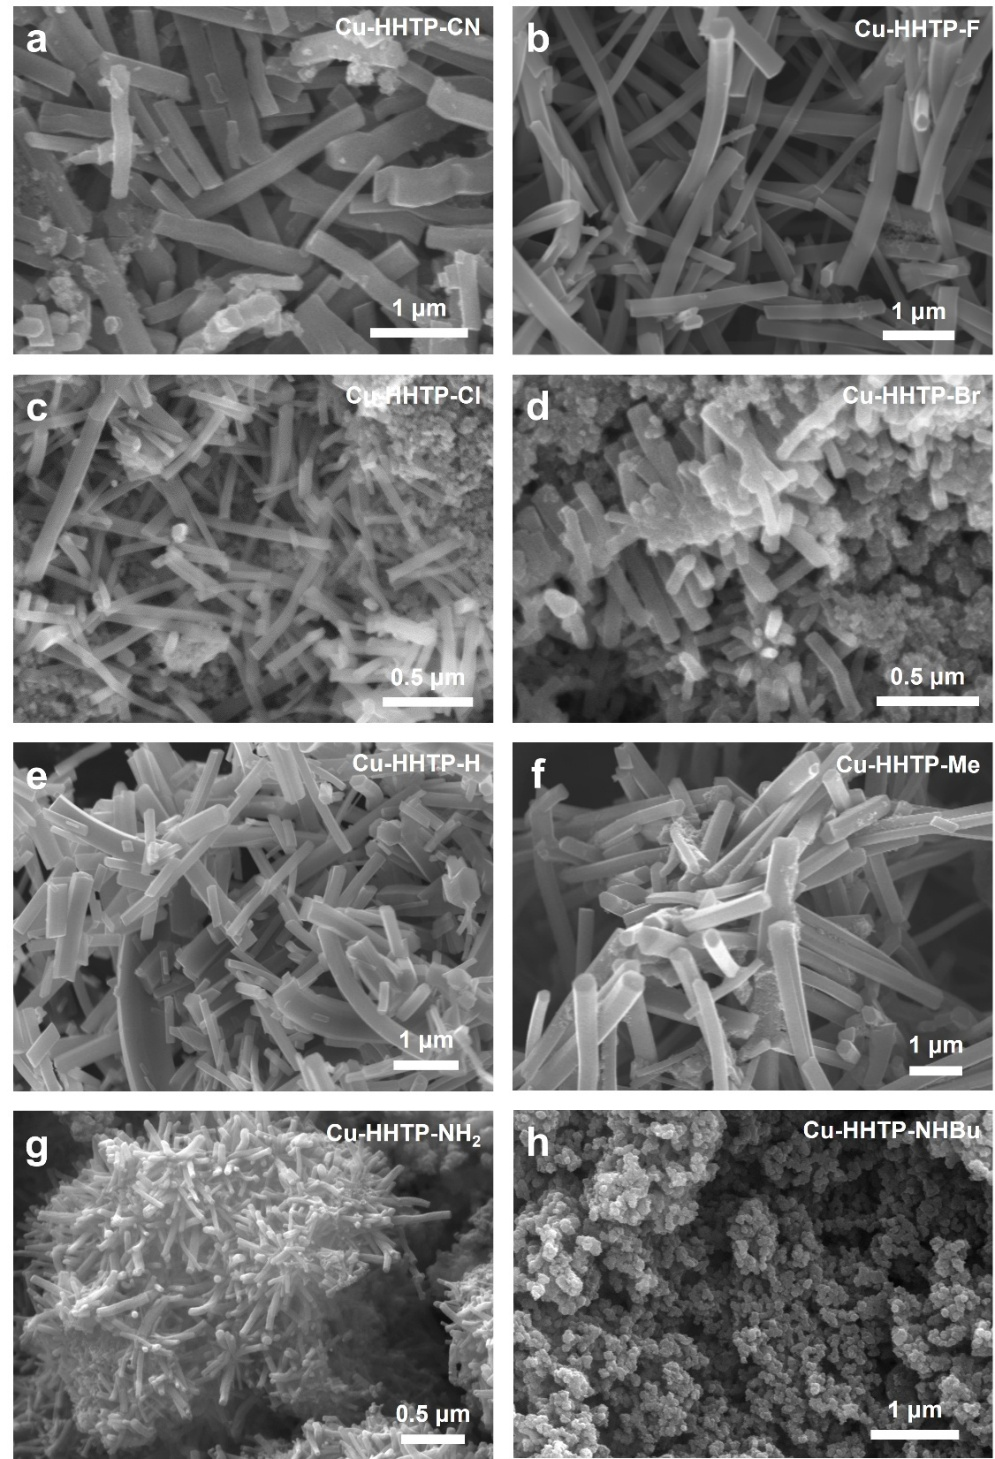 a
Cu-HHTP-CN
1 µm
b
Cu-HHTP-F
1 µm
c
Cu-HHTP-Cl
0.5 µm
d
Cu-HHTP-Br
0.5 µm
e
Cu-HHTP-H
1 µm
f
Cu-HHTP-Me
1 µm
g
Cu-HHTP-NH₂
0.5 µm
h
Cu-HHTP-NHBu
1 µm